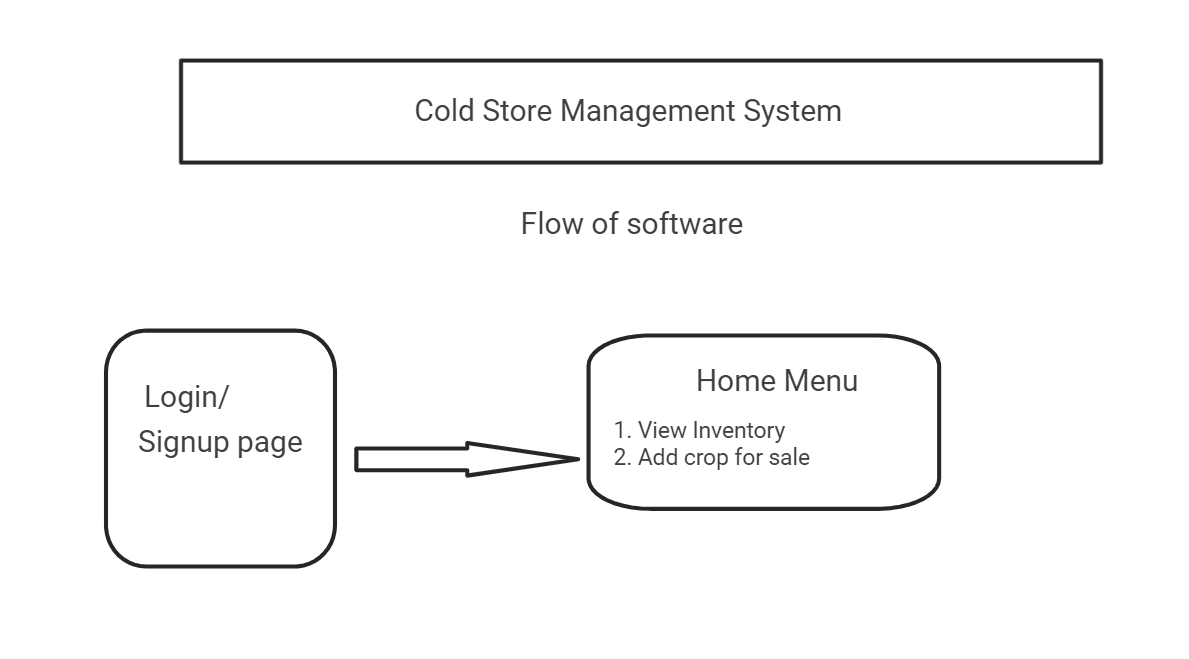 Cold Store Management System
Flow of software
Login/
Signup page
Home Menu
1. View Inventory
2. Add crop for sale